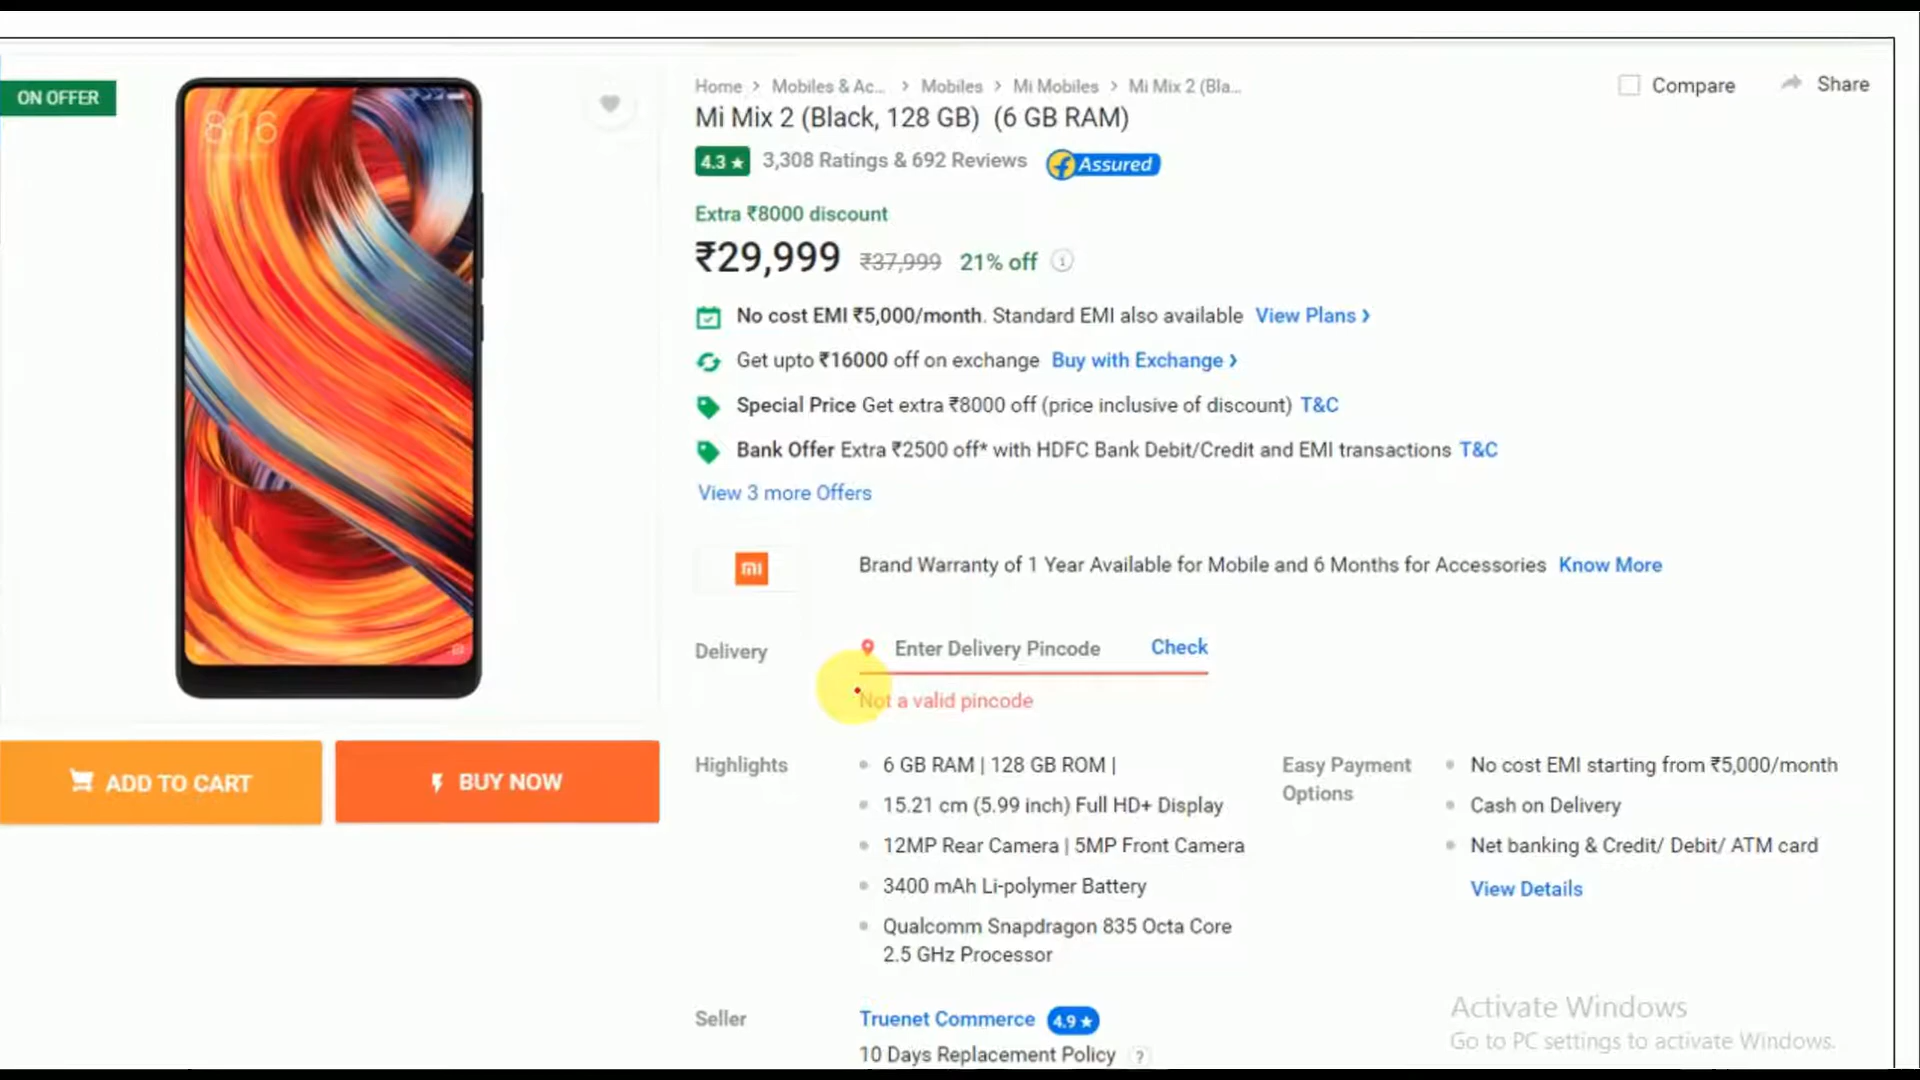 ON OFFER
8:16
Home > Mobiles & Ac... > Mobiles > Mi Mobiles > Mi Mix 2 (Bla...
Compare
Share
Mi Mix 2 (Black, 128 GB) (6 GB RAM)
4.3 ★ 3,308 Ratings & 692 Reviews Assured
Extra ₹8000 discount
₹29,999 ₹37,999 21% off
No cost EMI ₹5,000/month. Standard EMI also available View Plans >
Get upto ₹16000 off on exchange Buy with Exchange >
Special Price Get extra ₹8000 off (price inclusive of discount) T&C
Bank Offer Extra ₹2500 off* with HDFC Bank Debit/Credit and EMI transactions T&C
View 3 more Offers
mi
Brand Warranty of 1 Year Available for Mobile and 6 Months for Accessories Know More
Delivery
Enter Delivery Pincode Check
Not a valid pincode
ADD TO CART
BUY NOW
Highlights
6 GB RAM | 128 GB ROM |
15.21 cm (5.99 inch) Full HD+ Display
12MP Rear Camera | 5MP Front Camera
3400 mAh Li-polymer Battery
Qualcomm Snapdragon 835 Octa Core
2.5 GHz Processor
Easy Payment
Options
No cost EMI starting from ₹5,000/month
Cash on Delivery
Net banking & Credit/ Debit/ ATM card
View Details
Seller
Truenet Commerce 4.9 ★
10 Days Replacement Policy ?
Activate Windows
Go to PC settings to activate Windows.